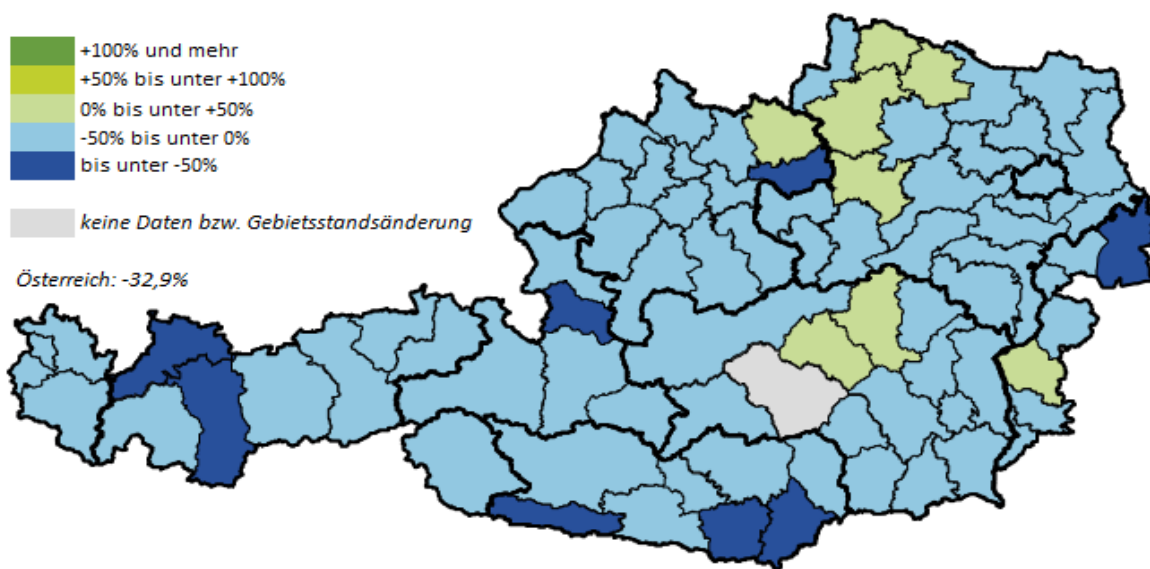 +100% und mehr
+50% bis unter +100%
0% bis unter +50%
-50% bis unter 0%
bis unter -50%
keine Daten bzw. Gebietsstandsänderung
Österreich: -32,9%